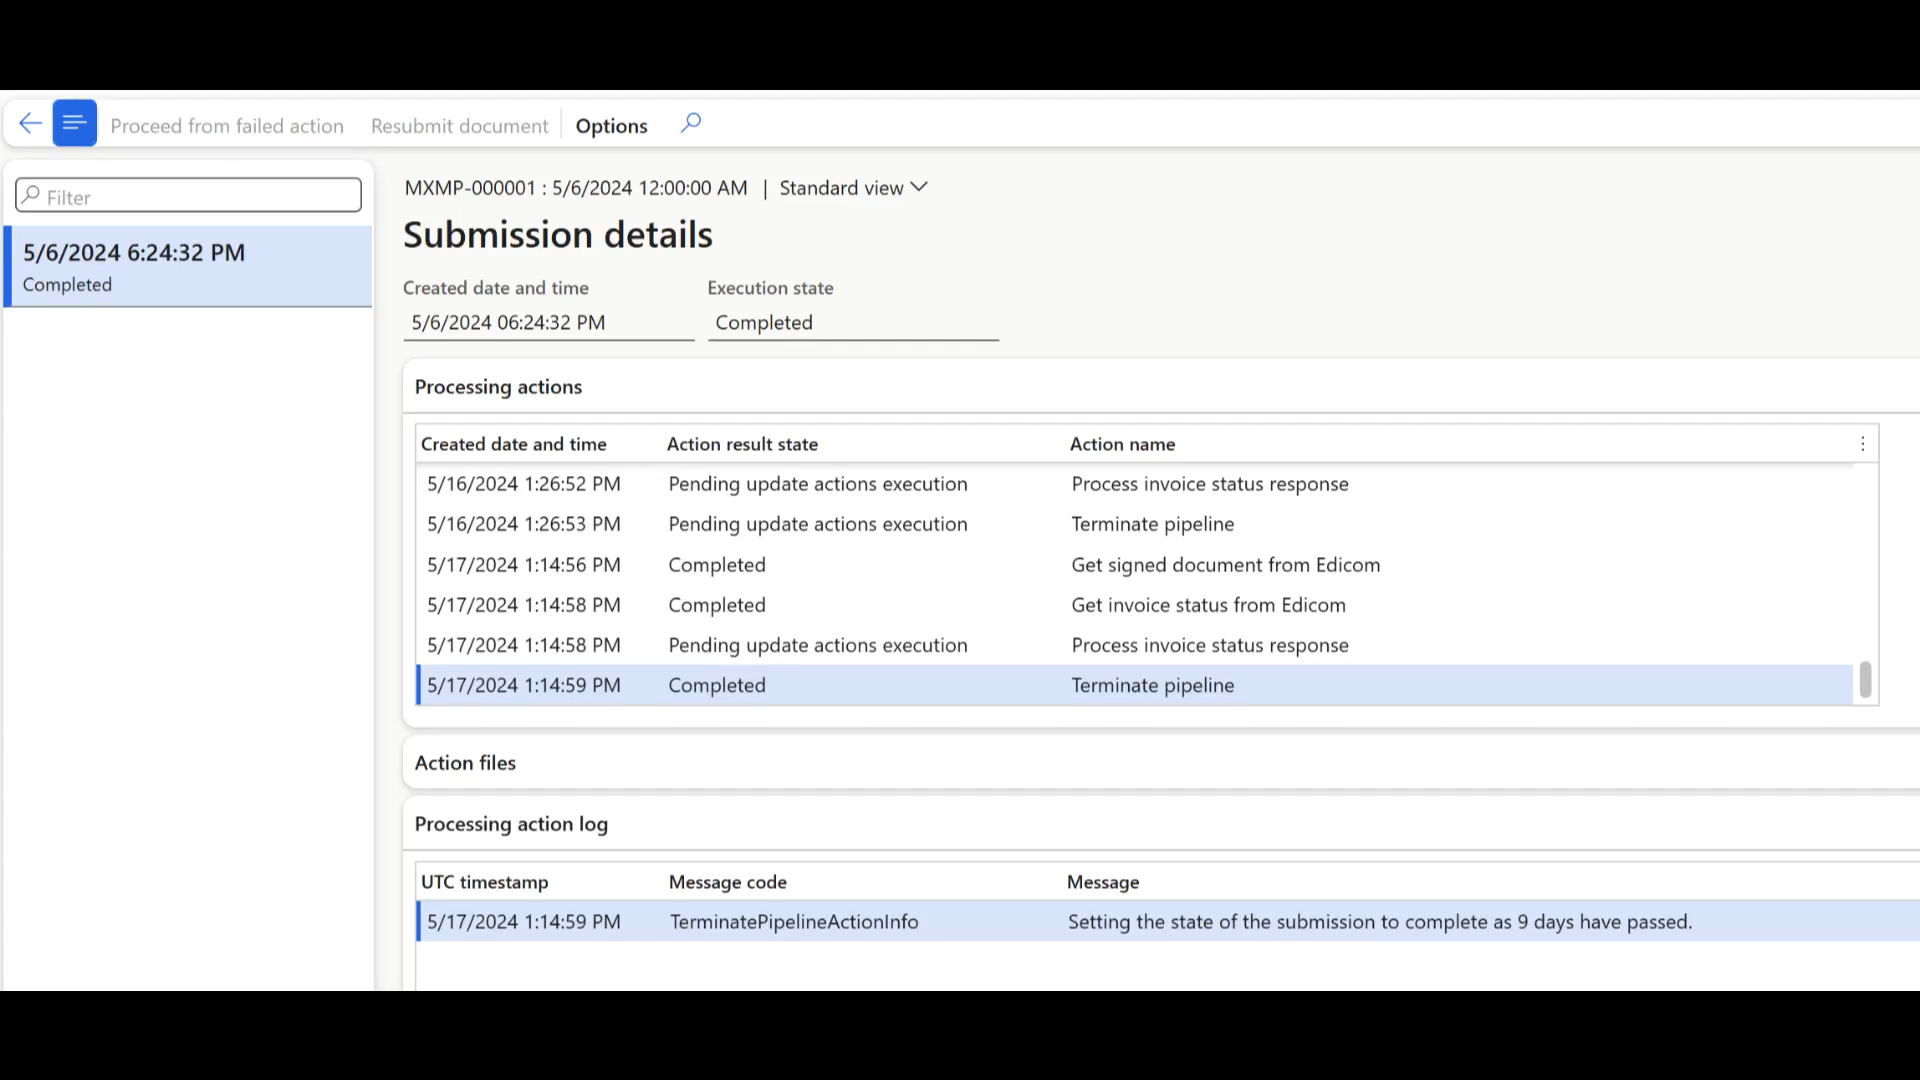 Proceed from failed action Resubmit document Options
Filter
5/6/2024 6:24:32 PM
Completed
MXMP-000001 : 5/6/2024 12:00:00 AM | Standard view
Submission details
Created date and time Execution state
5/6/2024 06:24:32 PM Completed
Processing actions
Created date and time Action result state Action name
5/16/2024 1:26:52 PM Pending update actions execution Process invoice status response
5/16/2024 1:26:53 PM Pending update actions execution Terminate pipeline
5/17/2024 1:14:56 PM Completed Get signed document from Edicom
5/17/2024 1:14:58 PM Completed Get invoice status from Edicom
5/17/2024 1:14:58 PM Pending update actions execution Process invoice status response
5/17/2024 1:14:59 PM Completed Terminate pipeline
Action files
Processing action log
UTC timestamp Message code Message
5/17/2024 1:14:59 PM TerminatePipelineActionInfo Setting the state of the submission to complete as 9 days have passed.